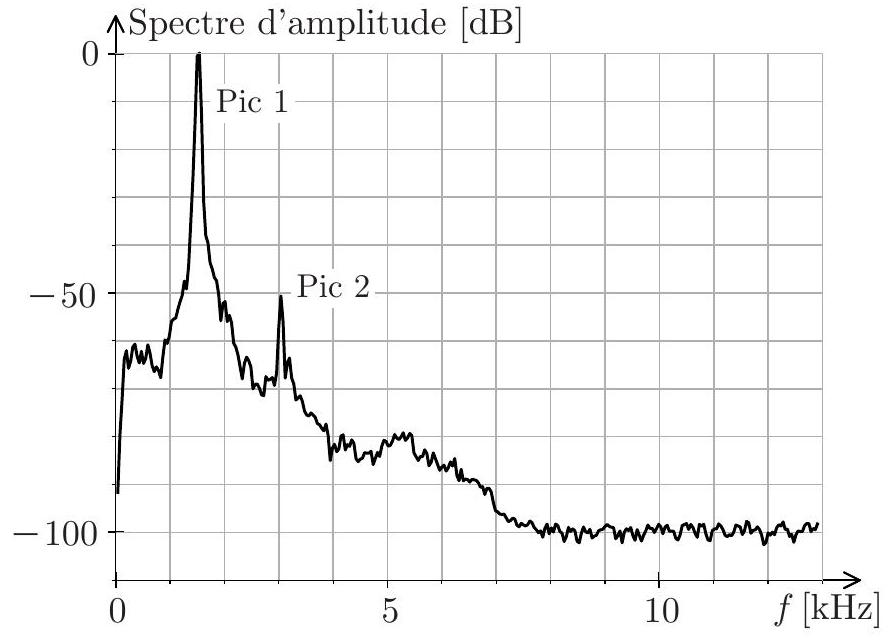 Spectre d'amplitude [dB]
0
Pic 1
Pic 2
−50
−100
0
5
10
f [kHz]